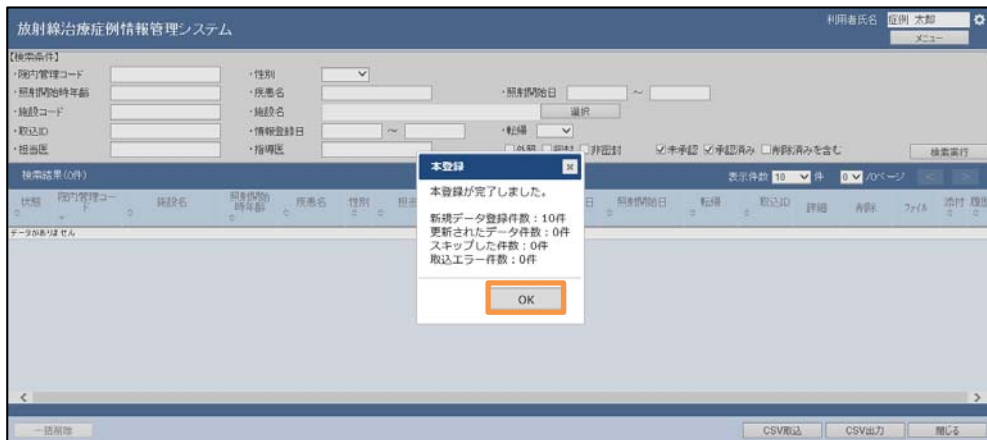 放射線治療症例情報管理システム
利用者氏名 症例 太郎
メニュー
【検索条件】
・院内管理コード ・性別
・照射開始時年齢 ・疾患名 ・照射開始日 ～
・施設コード ・施設名 選択
・取込ID ・情報登録日 ～ ・転帰
・担当医 ・指導医 非密封 未承認 承認済み 削除済みを含む 検索実行
検索結果(0件) 表示件数 10 件 0 /0ページ < >
状態 院内管理コード 施設名 照射開始時年齢 疾患名 性別 照射開始日 転帰 取込ID 詳細 削除 ファイル 添付 履歴
データがありません
本登録
本登録が完了しました。
新規データ登録件数：10件
更新されたデータ件数：0件
スキップした件数：0件
取込エラー件数：0件
OK
一括削除 CSV取込 CSV出力 閉じる